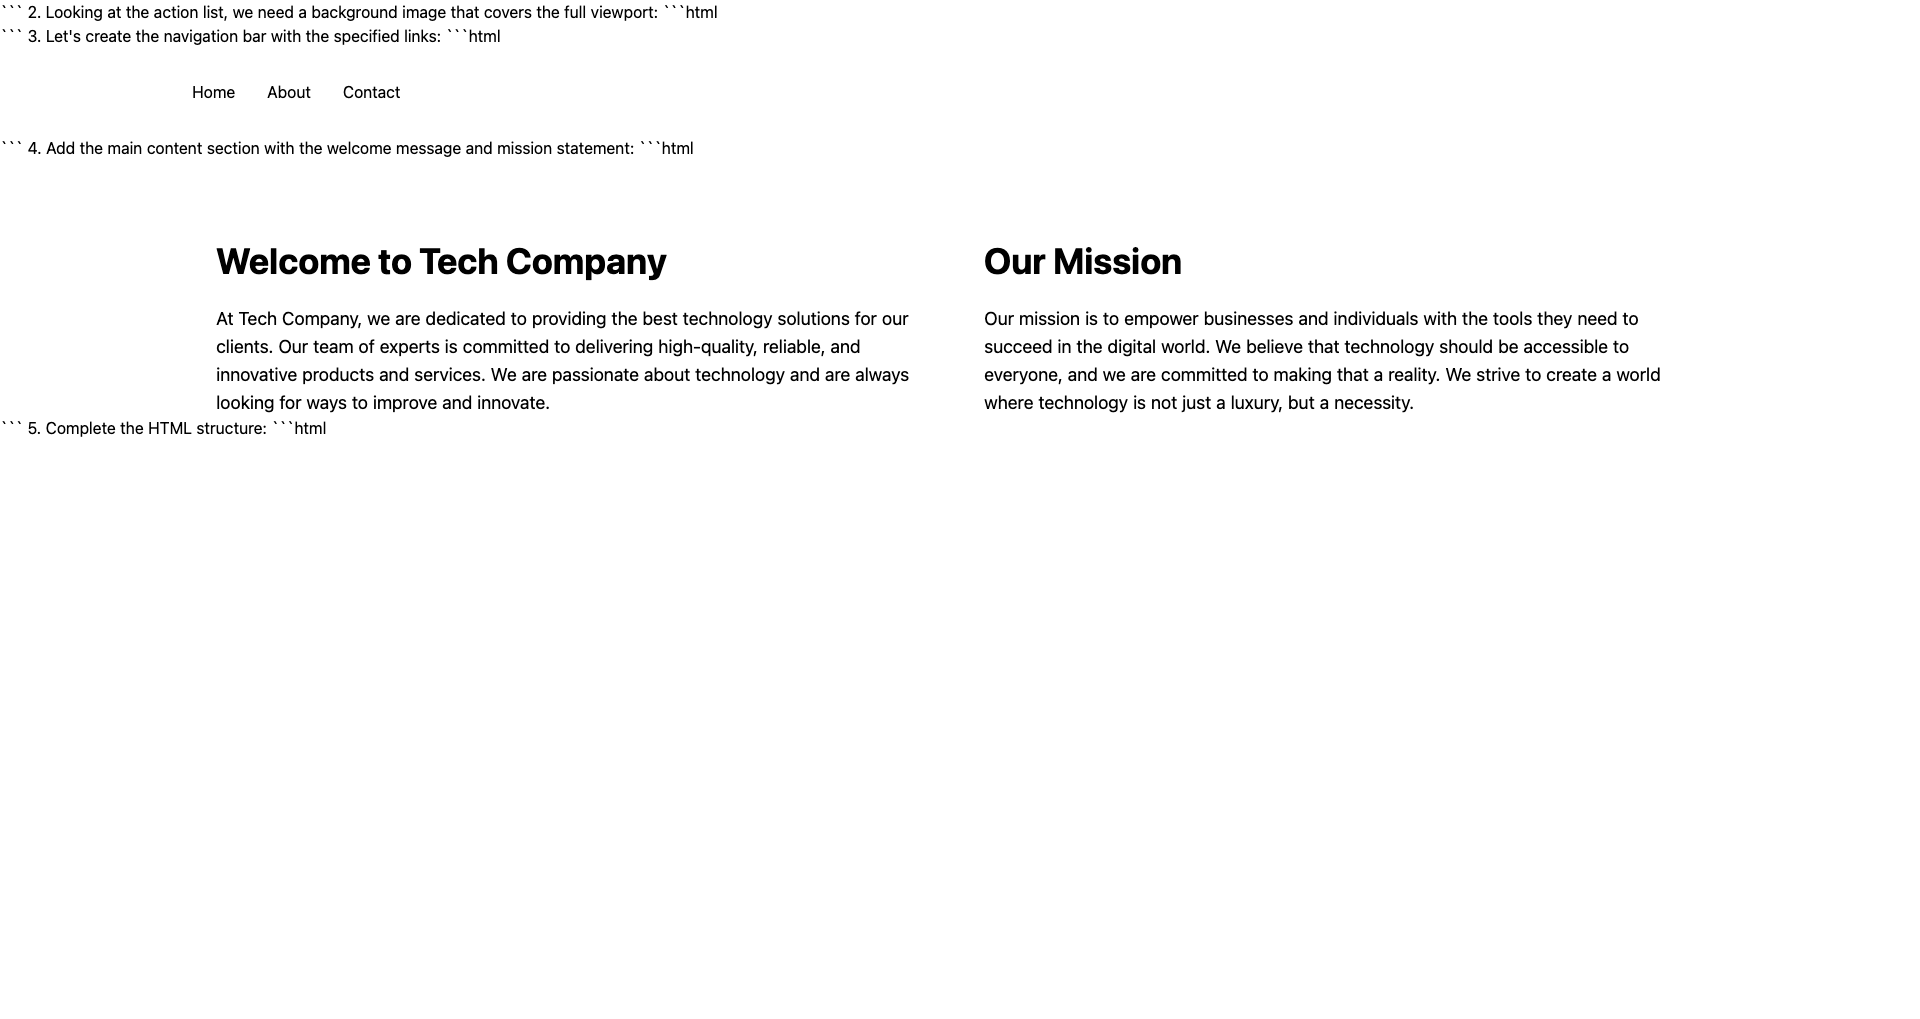 ``` 2. Looking at the action list, we need a background image that covers the full viewport: ```html
``` 3. Let's create the navigation bar with the specified links: ```html
Home About Contact
``` 4. Add the main content section with the welcome message and mission statement: ```html
Welcome to Tech Company
At Tech Company, we are dedicated to providing the best technology solutions for our
clients. Our team of experts is committed to delivering high-quality, reliable, and
innovative products and services. We are passionate about technology and are always
looking for ways to improve and innovate.
Our Mission
Our mission is to empower businesses and individuals with the tools they need to
succeed in the digital world. We believe that technology should be accessible to
everyone, and we are committed to making that a reality. We strive to create a world
where technology is not just a luxury, but a necessity.
``` 5. Complete the HTML structure: ```html